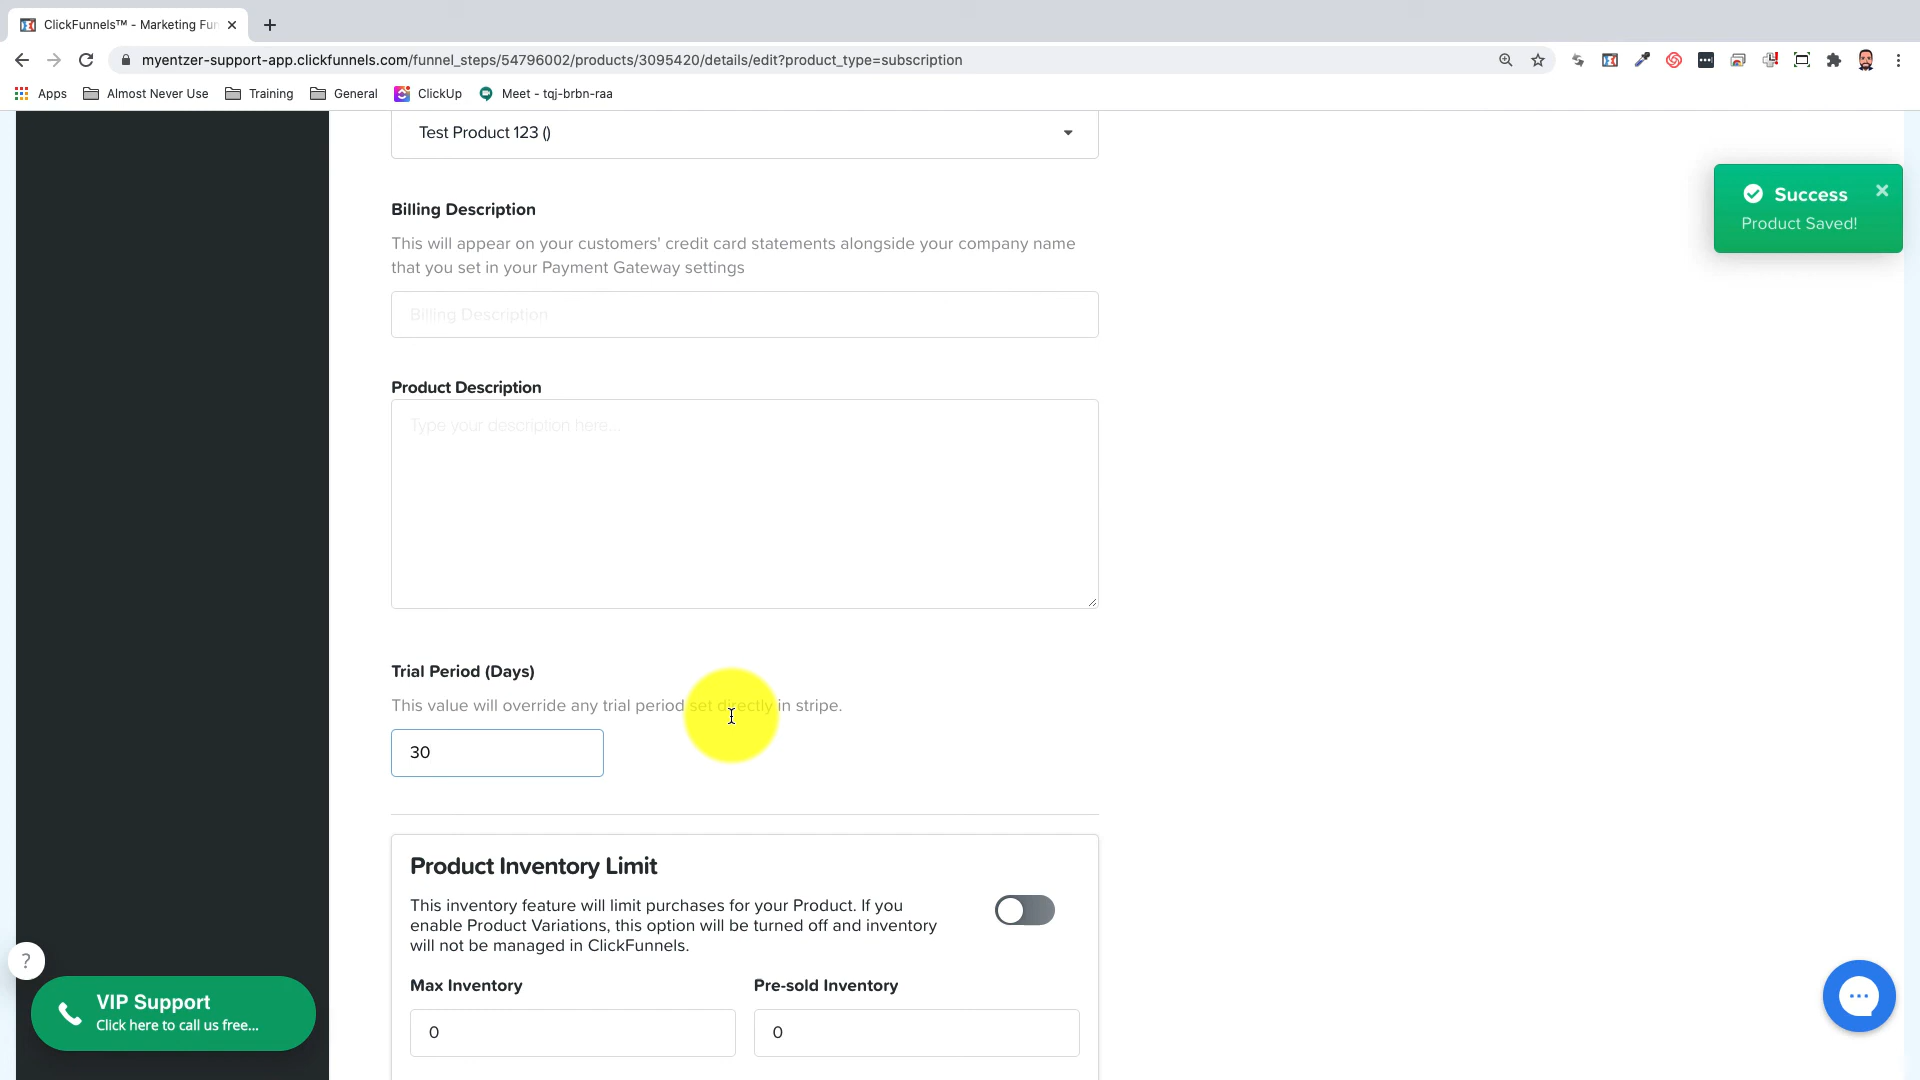 ClickFunnels™ - Marketing Fun
myentzer-support-app.clickfunnels.com/funnel_steps/54796002/products/3095420/details/edit?product_type=subscription
Apps Almost Never Use Training General ClickUp Meet - tqj-brbn-raa
Test Product 123 ()
Success
Product Saved!
Billing Description
This will appear on your customers' credit card statements alongside your company name
that you set in your Payment Gateway settings
Billing Description
Product Description
Type your description here...
Trial Period (Days)
This value will override any trial period set directly in stripe.
30
Product Inventory Limit
This inventory feature will limit purchases for your Product. If you
enable Product Variations, this option will be turned off and inventory
will not be managed in ClickFunnels.
Max Inventory Pre-sold Inventory
0 0
?
VIP Support
Click here to call us free...